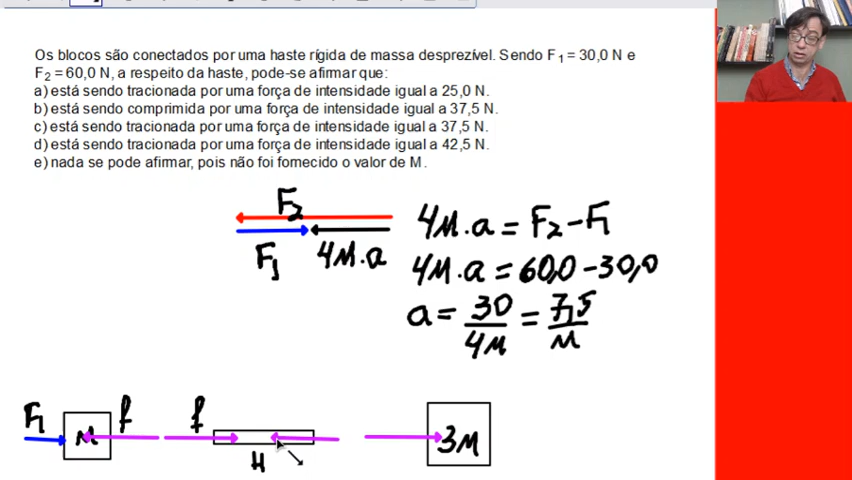 Os blocos são conectados por uma haste rígida de massa desprezível. Sendo F 1 = 30,0 N e
F 2 = 60,0 N, a respeito da haste, pode-se afirmar que:
a) está sendo tracionada por uma força de intensidade igual a 25,0 N.
b) está sendo comprimida por uma força de intensidade igual a 37,5 N.
c) está sendo tracionada por uma força de intensidade igual a 37,5 N.
d) está sendo tracionada por uma força de intensidade igual a 42,5 N.
e) nada se pode afirmar, pois não foi fornecido o valor de M.
F2
F1 4M.a
4M.a = F2 - F1
4M.a = 60,0 - 30,0
a = 30/4M = 7,5/M
F1 M f f H 3M